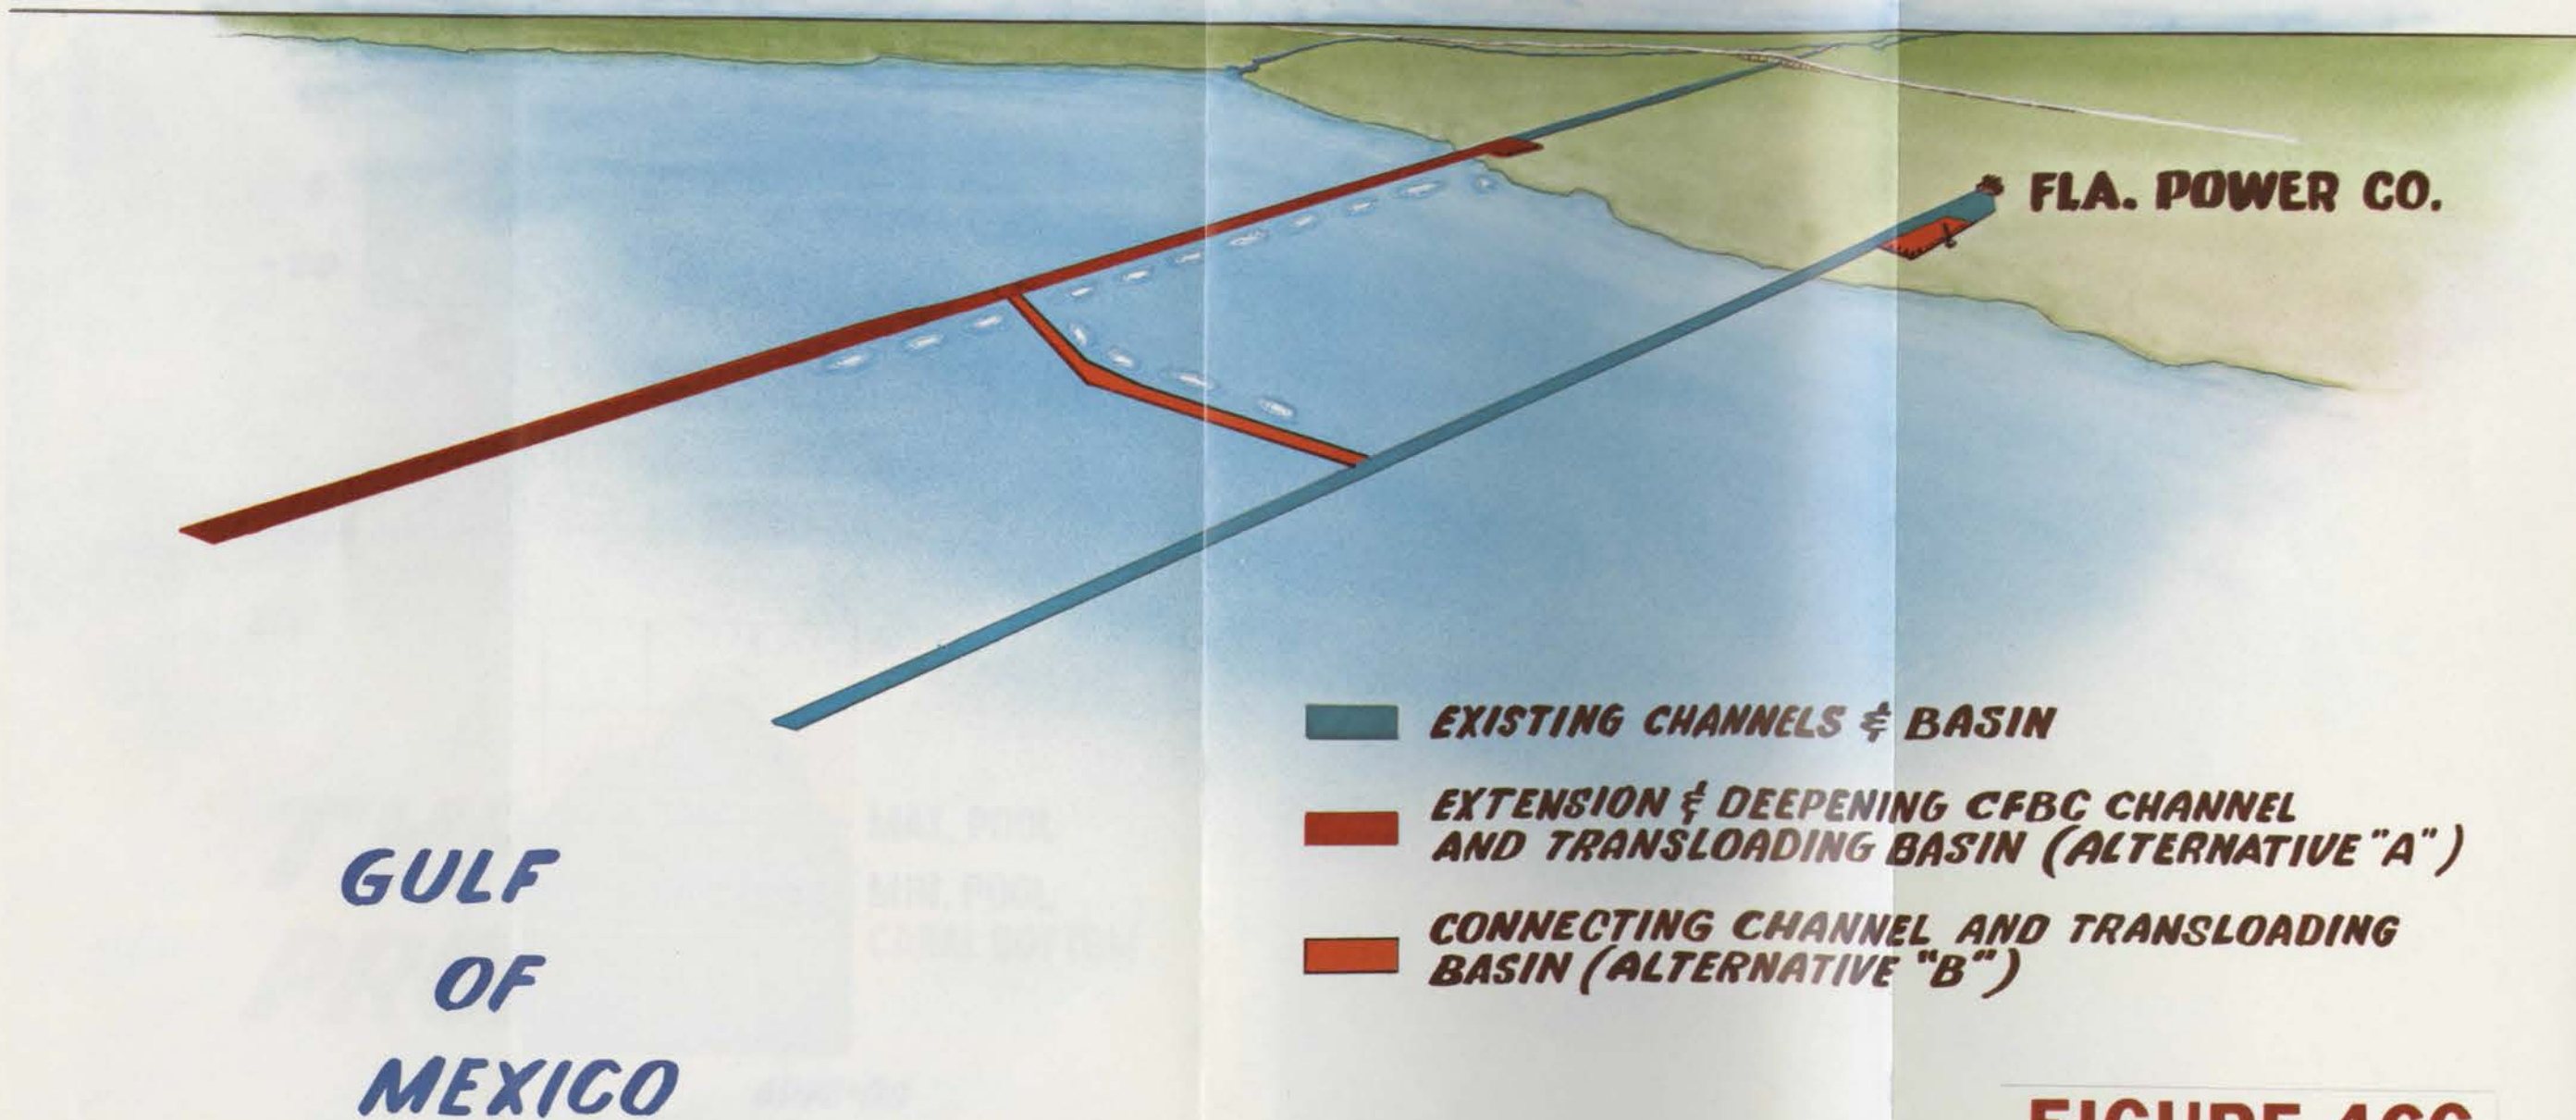 FLA. POWER CO.
EXISTING CHANNELS & BASIN
EXTENSION & DEEPENING CFBC CHANNEL
AND TRANSLOADING BASIN (ALTERNATIVE "A")
CONNECTING CHANNEL AND TRANSLOADING
BASIN (ALTERNATIVE "B")
GULF
OF
MEXICO
FIGURE